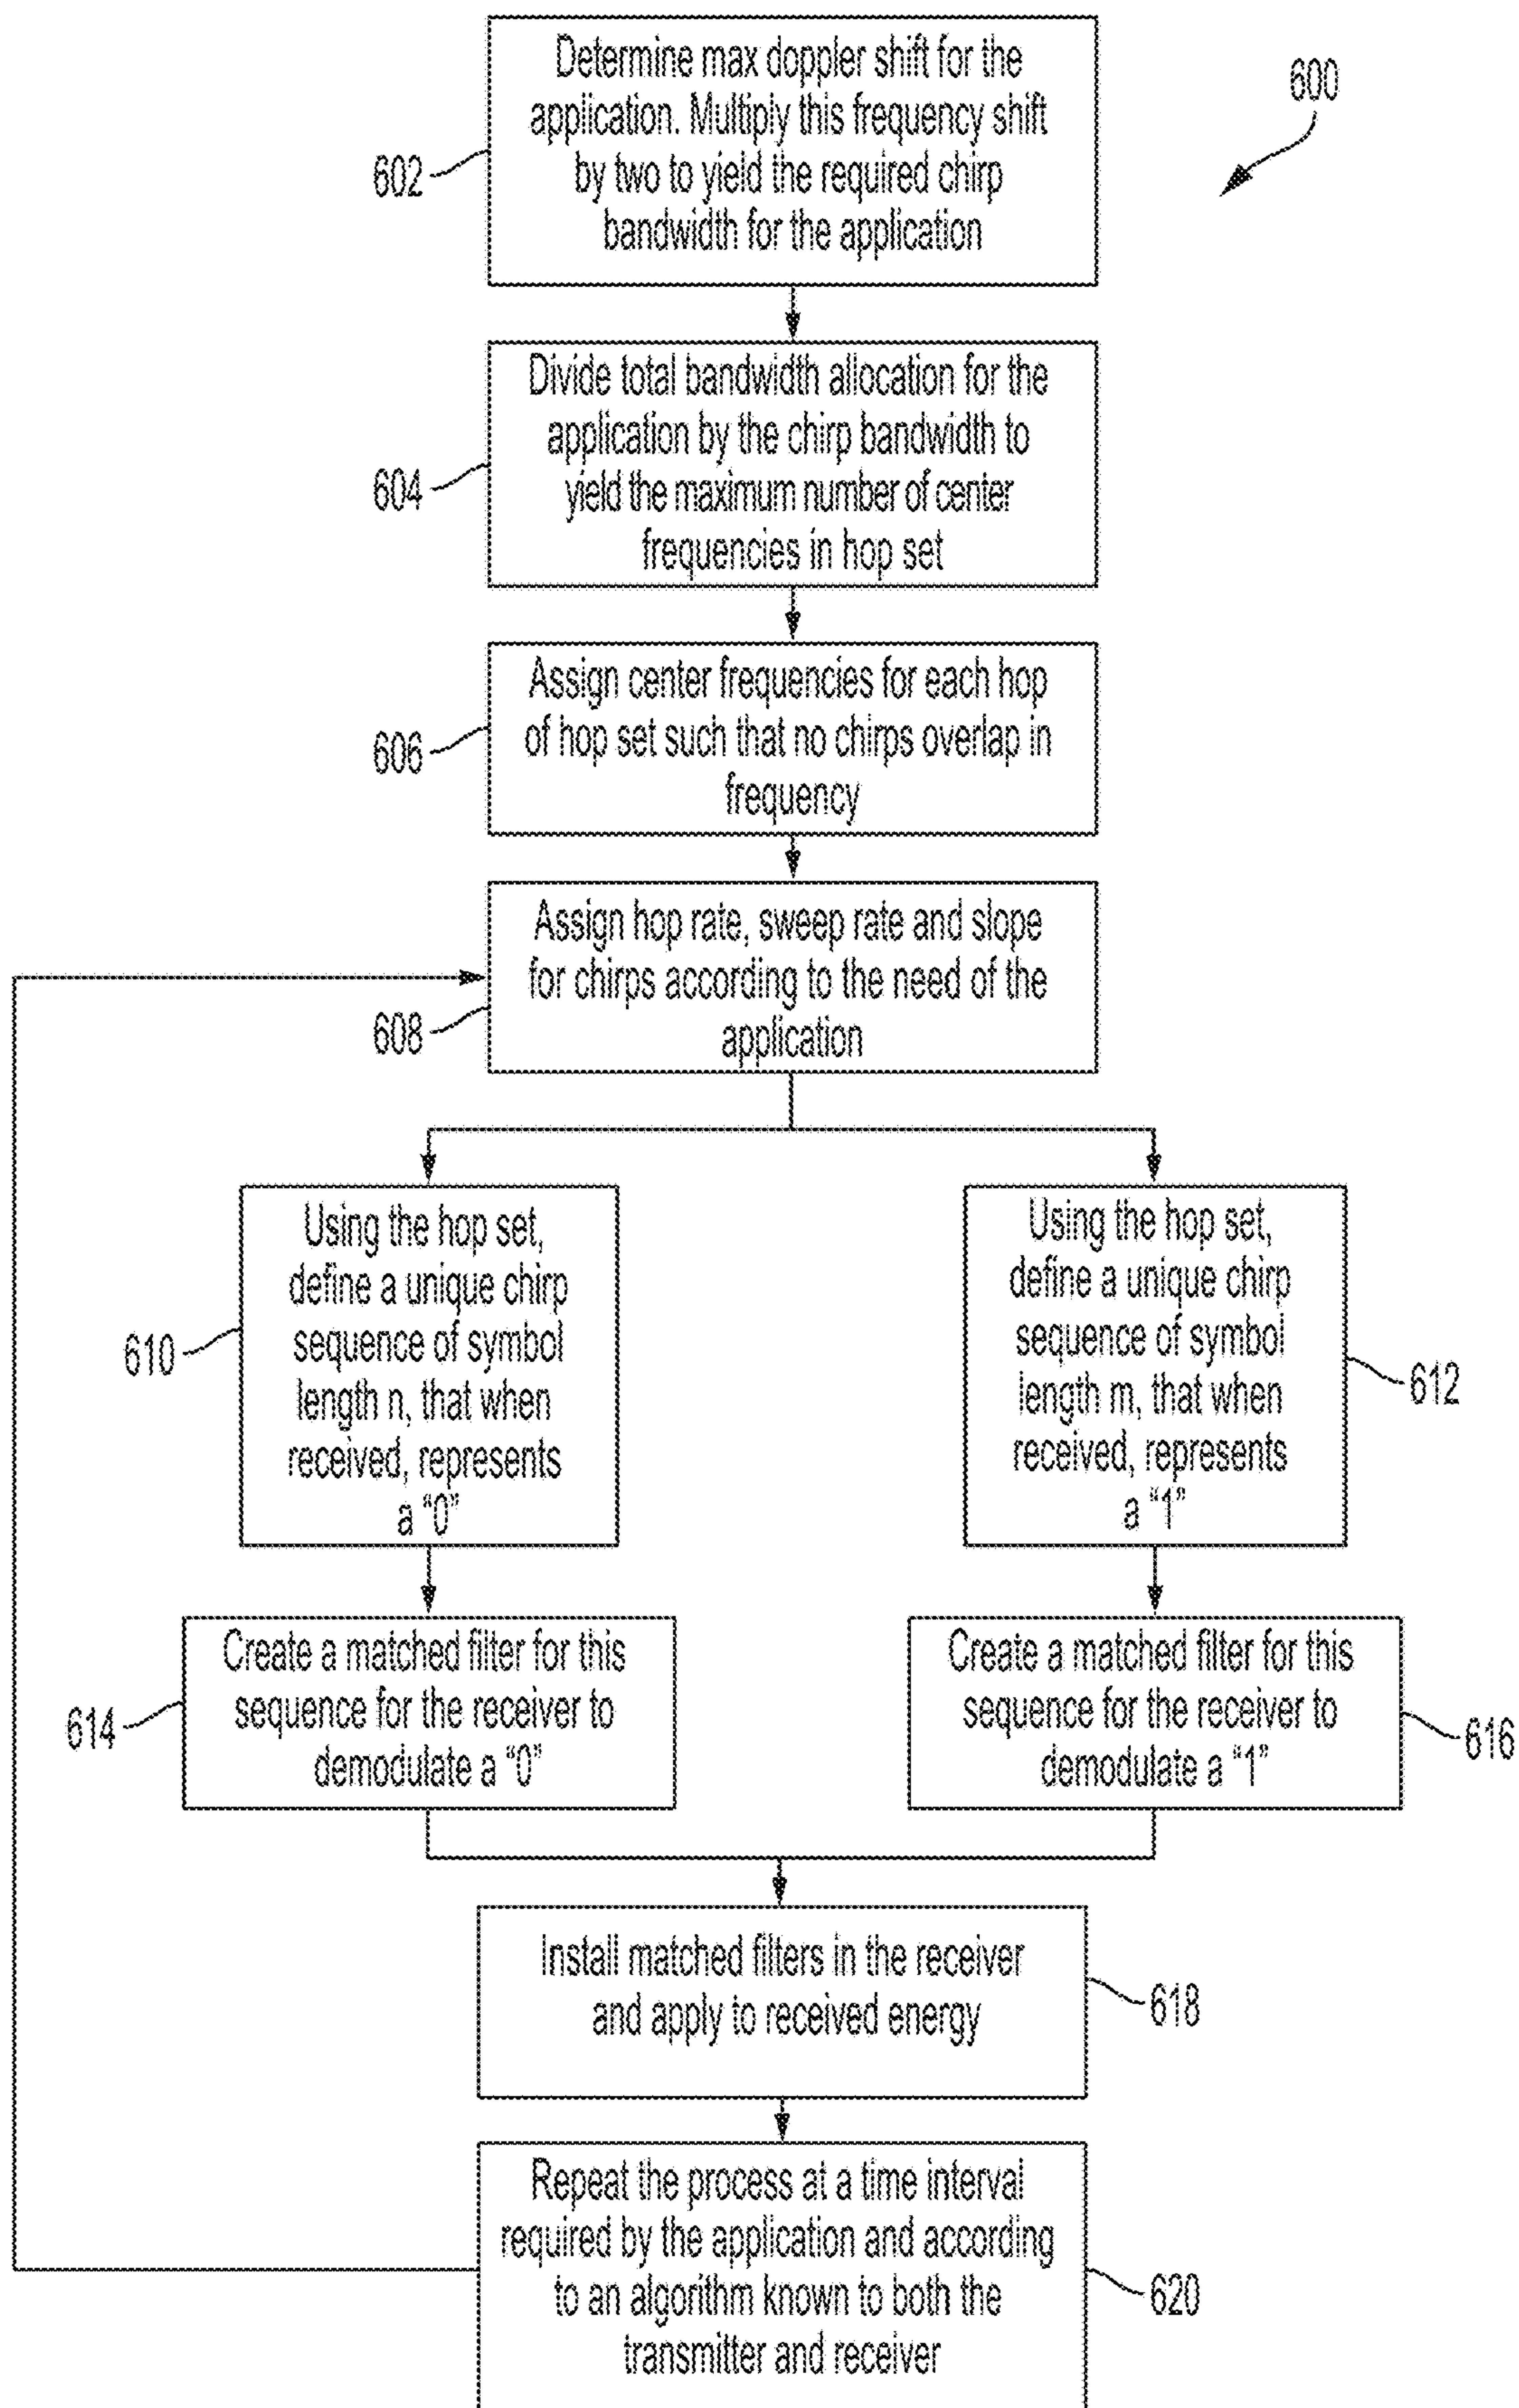 600
Determine max doppler shift for the
application. Multiply this frequency shift
by two to yield the required chirp
bandwidth for the application
602
Divide total bandwidth allocation for the
application by the chirp bandwidth to
yield the maximum number of center
frequencies in hop set
604
Assign center frequencies for each hop
of hop set such that no chirps overlap in
frequency
606
Assign hop rate, sweep rate and slope
for chirps according to the need of the
application
608
Using the hop set,
define a unique chirp
sequence of symbol
length n, that when
received, represents
a “0”
610
Using the hop set,
define a unique chirp
sequence of symbol
length m, that when
received, represents
a “1”
612
Create a matched filter for this
sequence for the receiver to
demodulate a “0”
614
Create a matched filter for this
sequence for the receiver to
demodulate a “1”
616
Install matched filters in the receiver
and apply to received energy
618
Repeat the process at a time interval
required by the application and according
to an algorithm known to both the
transmitter and receiver
620